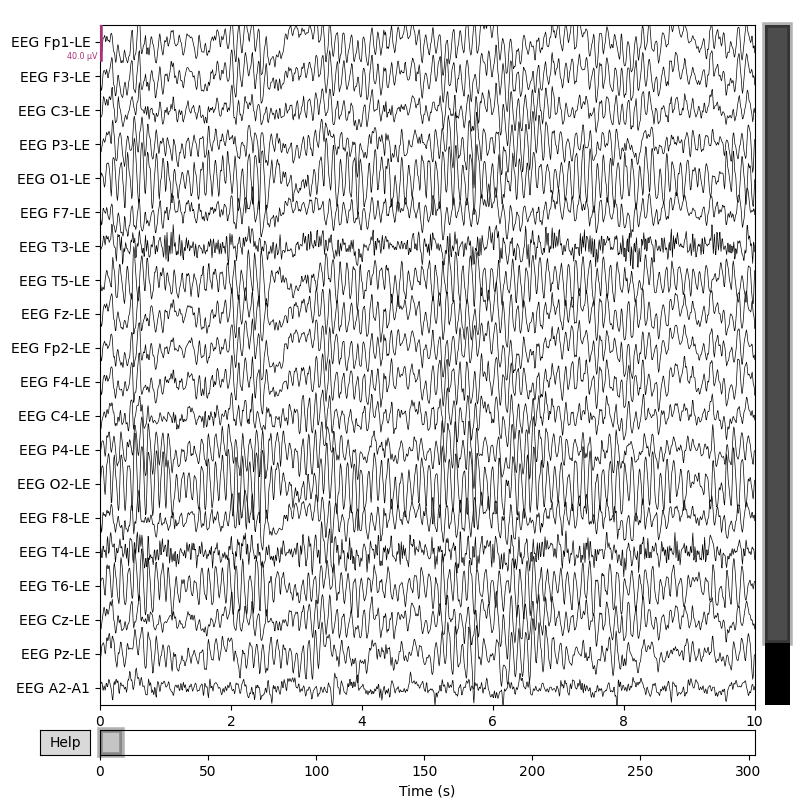 EEG Fp1-LE
40.0 µV
EEG F3-LE
EEG C3-LE
EEG P3-LE
EEG O1-LE
EEG F7-LE
EEG T3-LE
EEG T5-LE
EEG Fz-LE
EEG Fp2-LE
EEG F4-LE
EEG C4-LE
EEG P4-LE
EEG O2-LE
EEG F8-LE
EEG T4-LE
EEG T6-LE
EEG Cz-LE
EEG Pz-LE
EEG A2-A1
0 2 4 6 8 10
Help
0 50 100 150 200 250 300
Time (s)